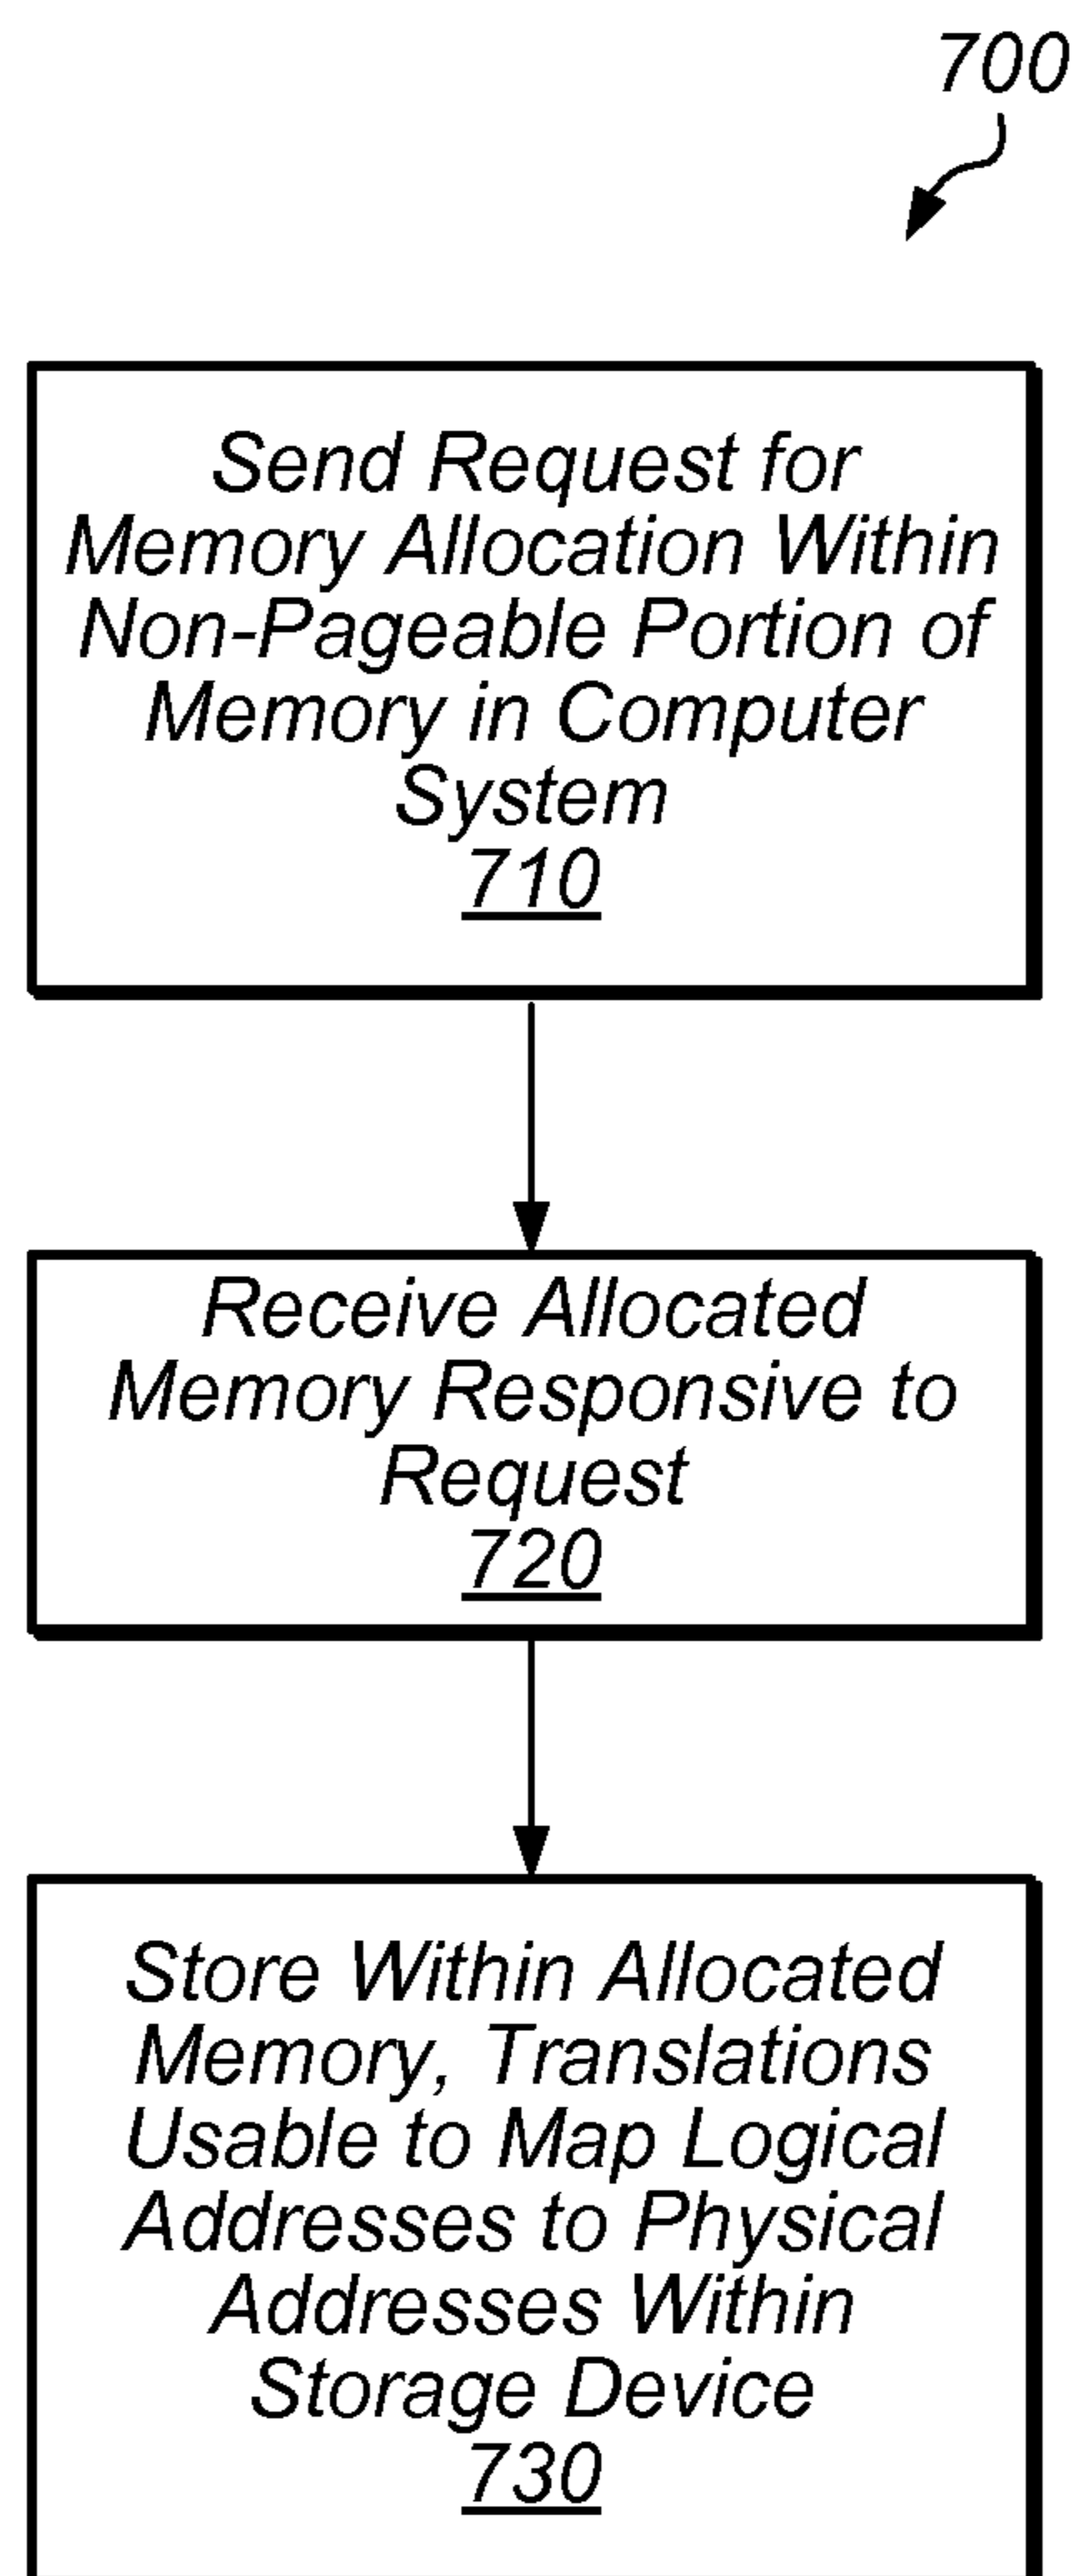 700
Send Request for
Memory Allocation Within
Non-Pageable Portion of
Memory in Computer
System
710
Receive Allocated
Memory Responsive to
Request
720
Store Within Allocated
Memory, Translations
Usable to Map Logical
Addresses to Physical
Addresses Within
Storage Device
730